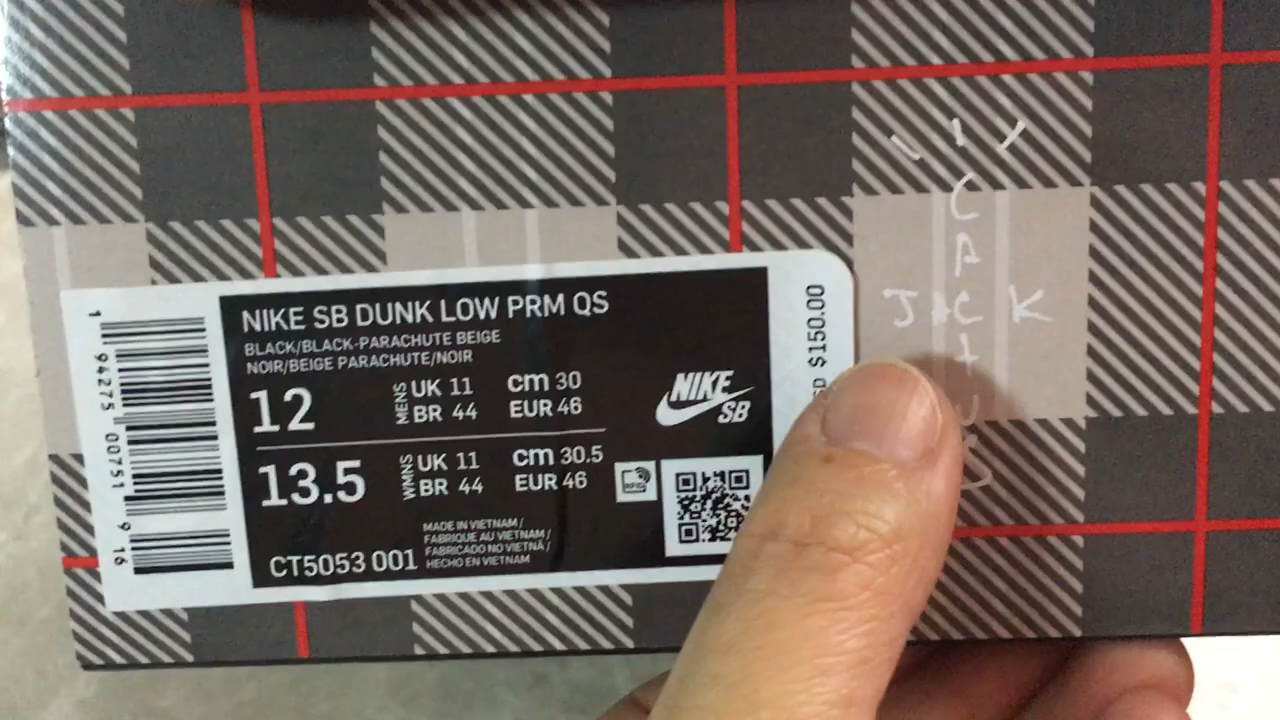 NIKE SB DUNK LOW PRM QS
BLACK/BLACK-PARACHUTE BEIGE
NOIR/BEIGE PARACHUTE/NOIR
12
MENS
UK 11 cm 30
BR 44 EUR 46
13.5
WMNS
UK 11 cm 30.5
BR 44 EUR 46
NIKE
SB
RFID
MADE IN VIETNAM /
FABRIQUE AU VIETNAM /
FABRICADO NO VIETNÃ /
HECHO EN VIETNAM
CT5053 001
1 94275 00751 9 16
$150.00
JACK